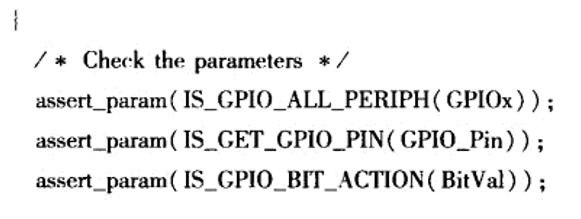 {
/* Check the parameters */
assert_param(IS_GPIO_ALL_PERIPH(GPIOx));
assert_param(IS_GET_GPIO_PIN(GPIO_Pin));
assert_param(IS_GPIO_BIT_ACTION(BitVal));